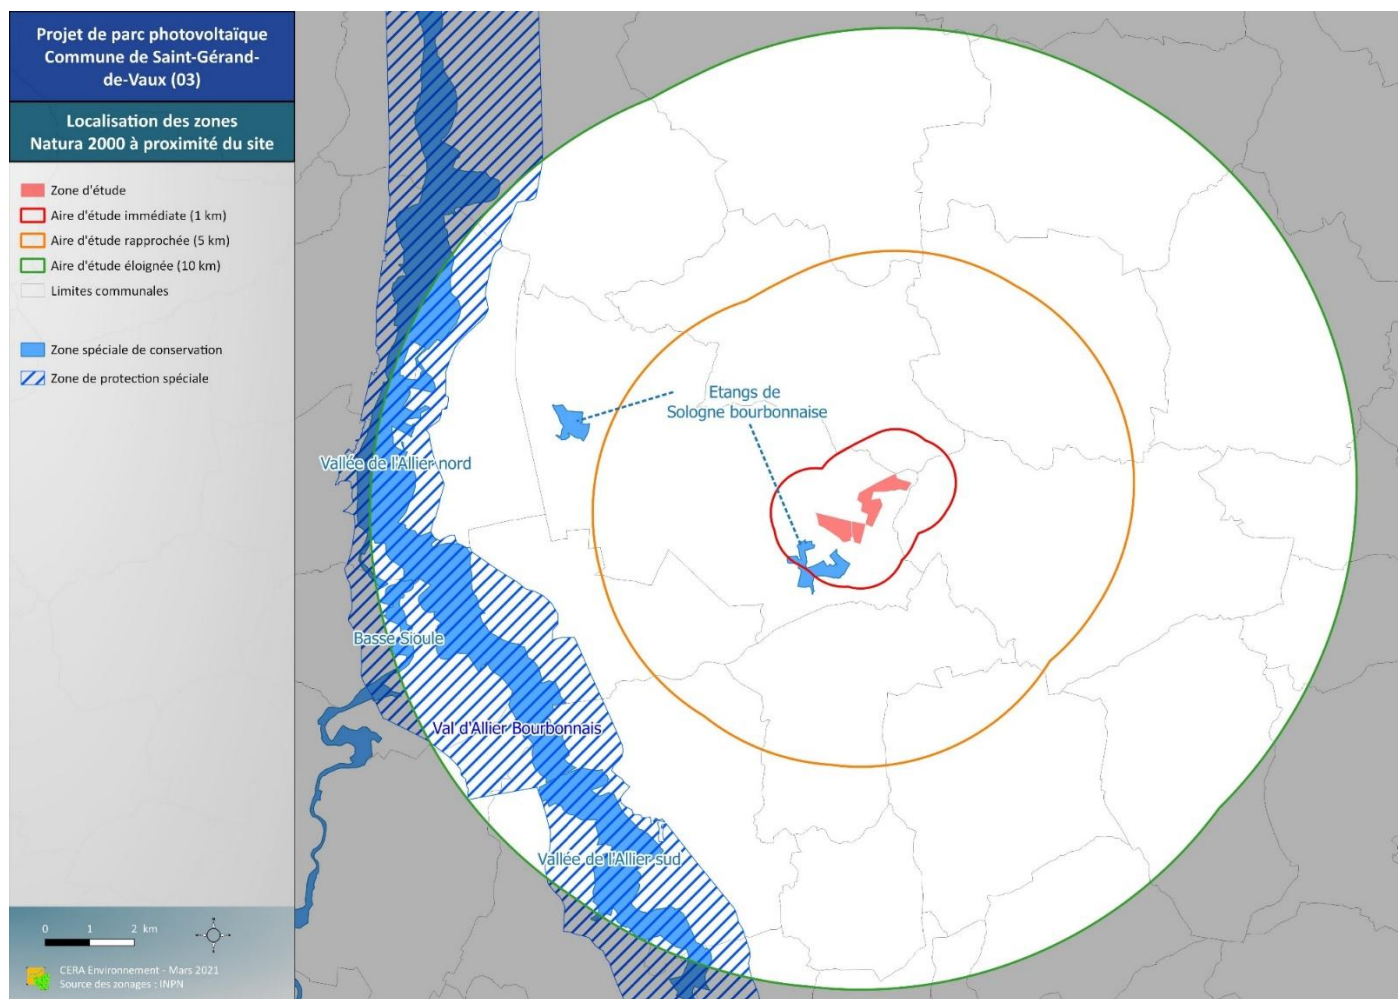 Projet de parc photovoltaïque
Commune de Saint-Gérand-
de-Vaux (03)
Localisation des zones
Natura 2000 à proximité du site
Zone d'étude
Aire d'étude immédiate (1 km)
Aire d'étude rapprochée (5 km)
Aire d'étude éloignée (10 km)
Limites communales
Zone spéciale de conservation
Zone de protection spéciale
Etangs de
Sologne bourbonnaise
Vallée de l'Allier nord
Basse Sioule
Val d'Allier Bourbonnais
Vallée de l'Allier sud
0 1 2 km
CERA Environnement - Mars 2021
Source des zonages : INPN